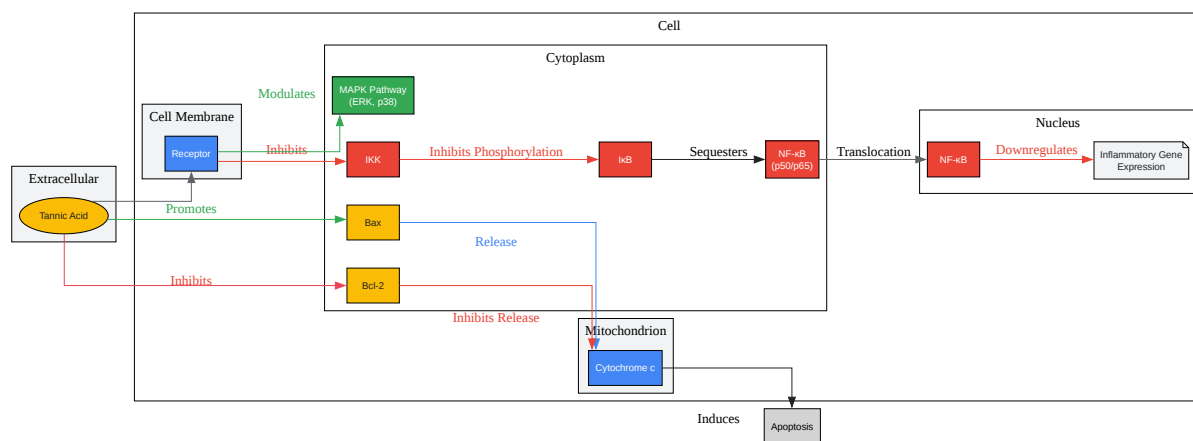 Cell
Cytoplasm
MAPK Pathway
(ERK, p38)
Modulates
Cell Membrane
Receptor
Inhibits
IKK
Inhibits Phosphorylation
IκB
Sequesters
NF-κB
(p50/p65)
Translocation
Nucleus
NF-κB
Downregulates
Inflammatory Gene
Expression
Extracellular
Tannic Acid
Promotes
Bax
Release
Inhibits
Bcl-2
Inhibits Release
Mitochondrion
Cytochrome c
Induces
Apoptosis